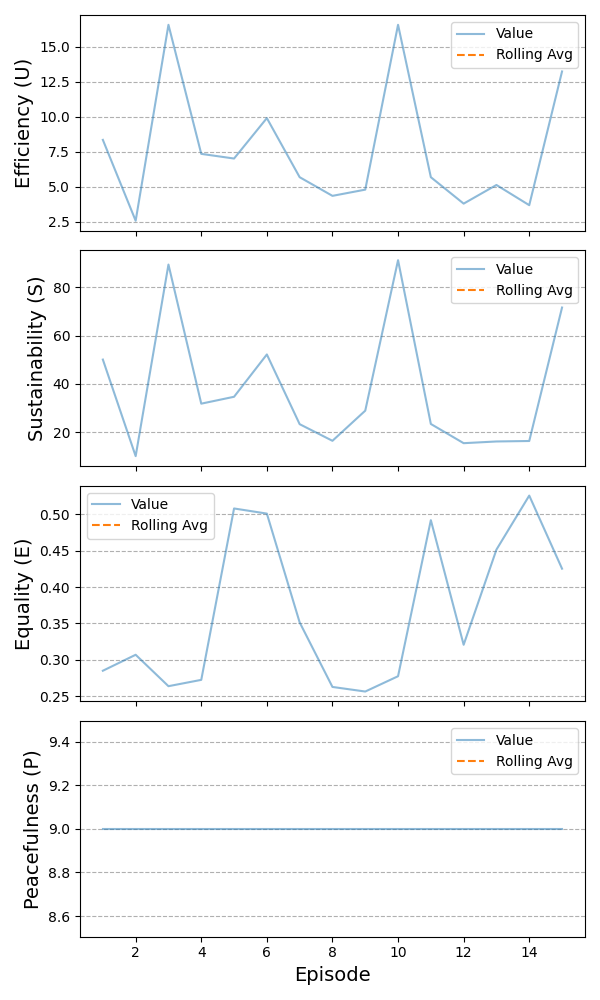 Efficiency (U)
15.0
12.5
10.0
7.5
5.0
2.5
Value
Rolling Avg
Sustainability (S)
80
60
40
20
Value
Rolling Avg
Equality (E)
0.50
0.45
0.40
0.35
0.30
0.25
Value
Rolling Avg
Peacefulness (P)
9.4
9.2
9.0
8.8
8.6
Value
Rolling Avg
2 4 6 8 10 12 14
Episode